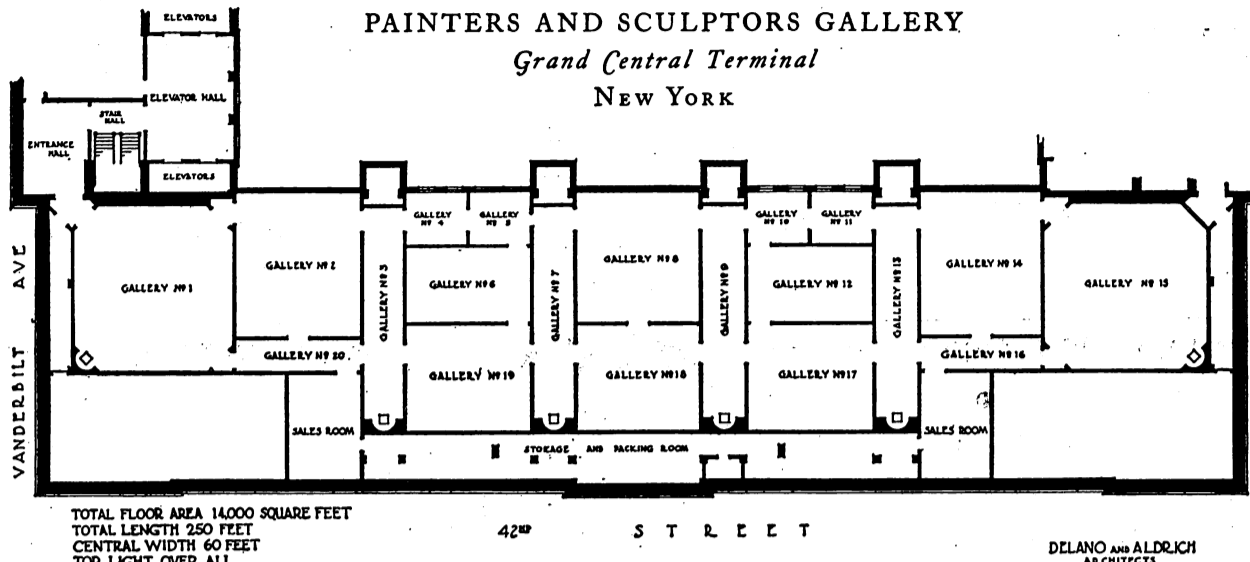 PAINTERS AND SCULPTORS GALLERY
Grand Central Terminal
NEW YORK
ELEVATORS
ELEVATOR HALL
STAIR
HALL
ENTRANCE
HALL
ELEVATORS
GALLERY Nº 1
GALLERY Nº 2
GALLERY Nº 3
GALLERY
Nº 4
GALLERY
Nº 5
GALLERY Nº 6
GALLERY Nº 7
GALLERY Nº 8
GALLERY Nº 9
GALLERY
Nº 10
GALLERY
Nº 11
GALLERY Nº 12
GALLERY Nº 13
GALLERY Nº 14
GALLERY Nº 15
GALLERY Nº 20
GALLERY Nº 19
GALLERY Nº 18
GALLERY Nº 17
GALLERY Nº 16
SALES ROOM
STORAGE AND PACKING ROOM
SALES ROOM
VANDERBILT AVE
42ND STREET
TOTAL FLOOR AREA 14,000 SQUARE FEET
TOTAL LENGTH 250 FEET
CENTRAL WIDTH 60 FEET
TOP LIGHT OVER ALL
DELANO AND ALDRICH
ARCHITECTS